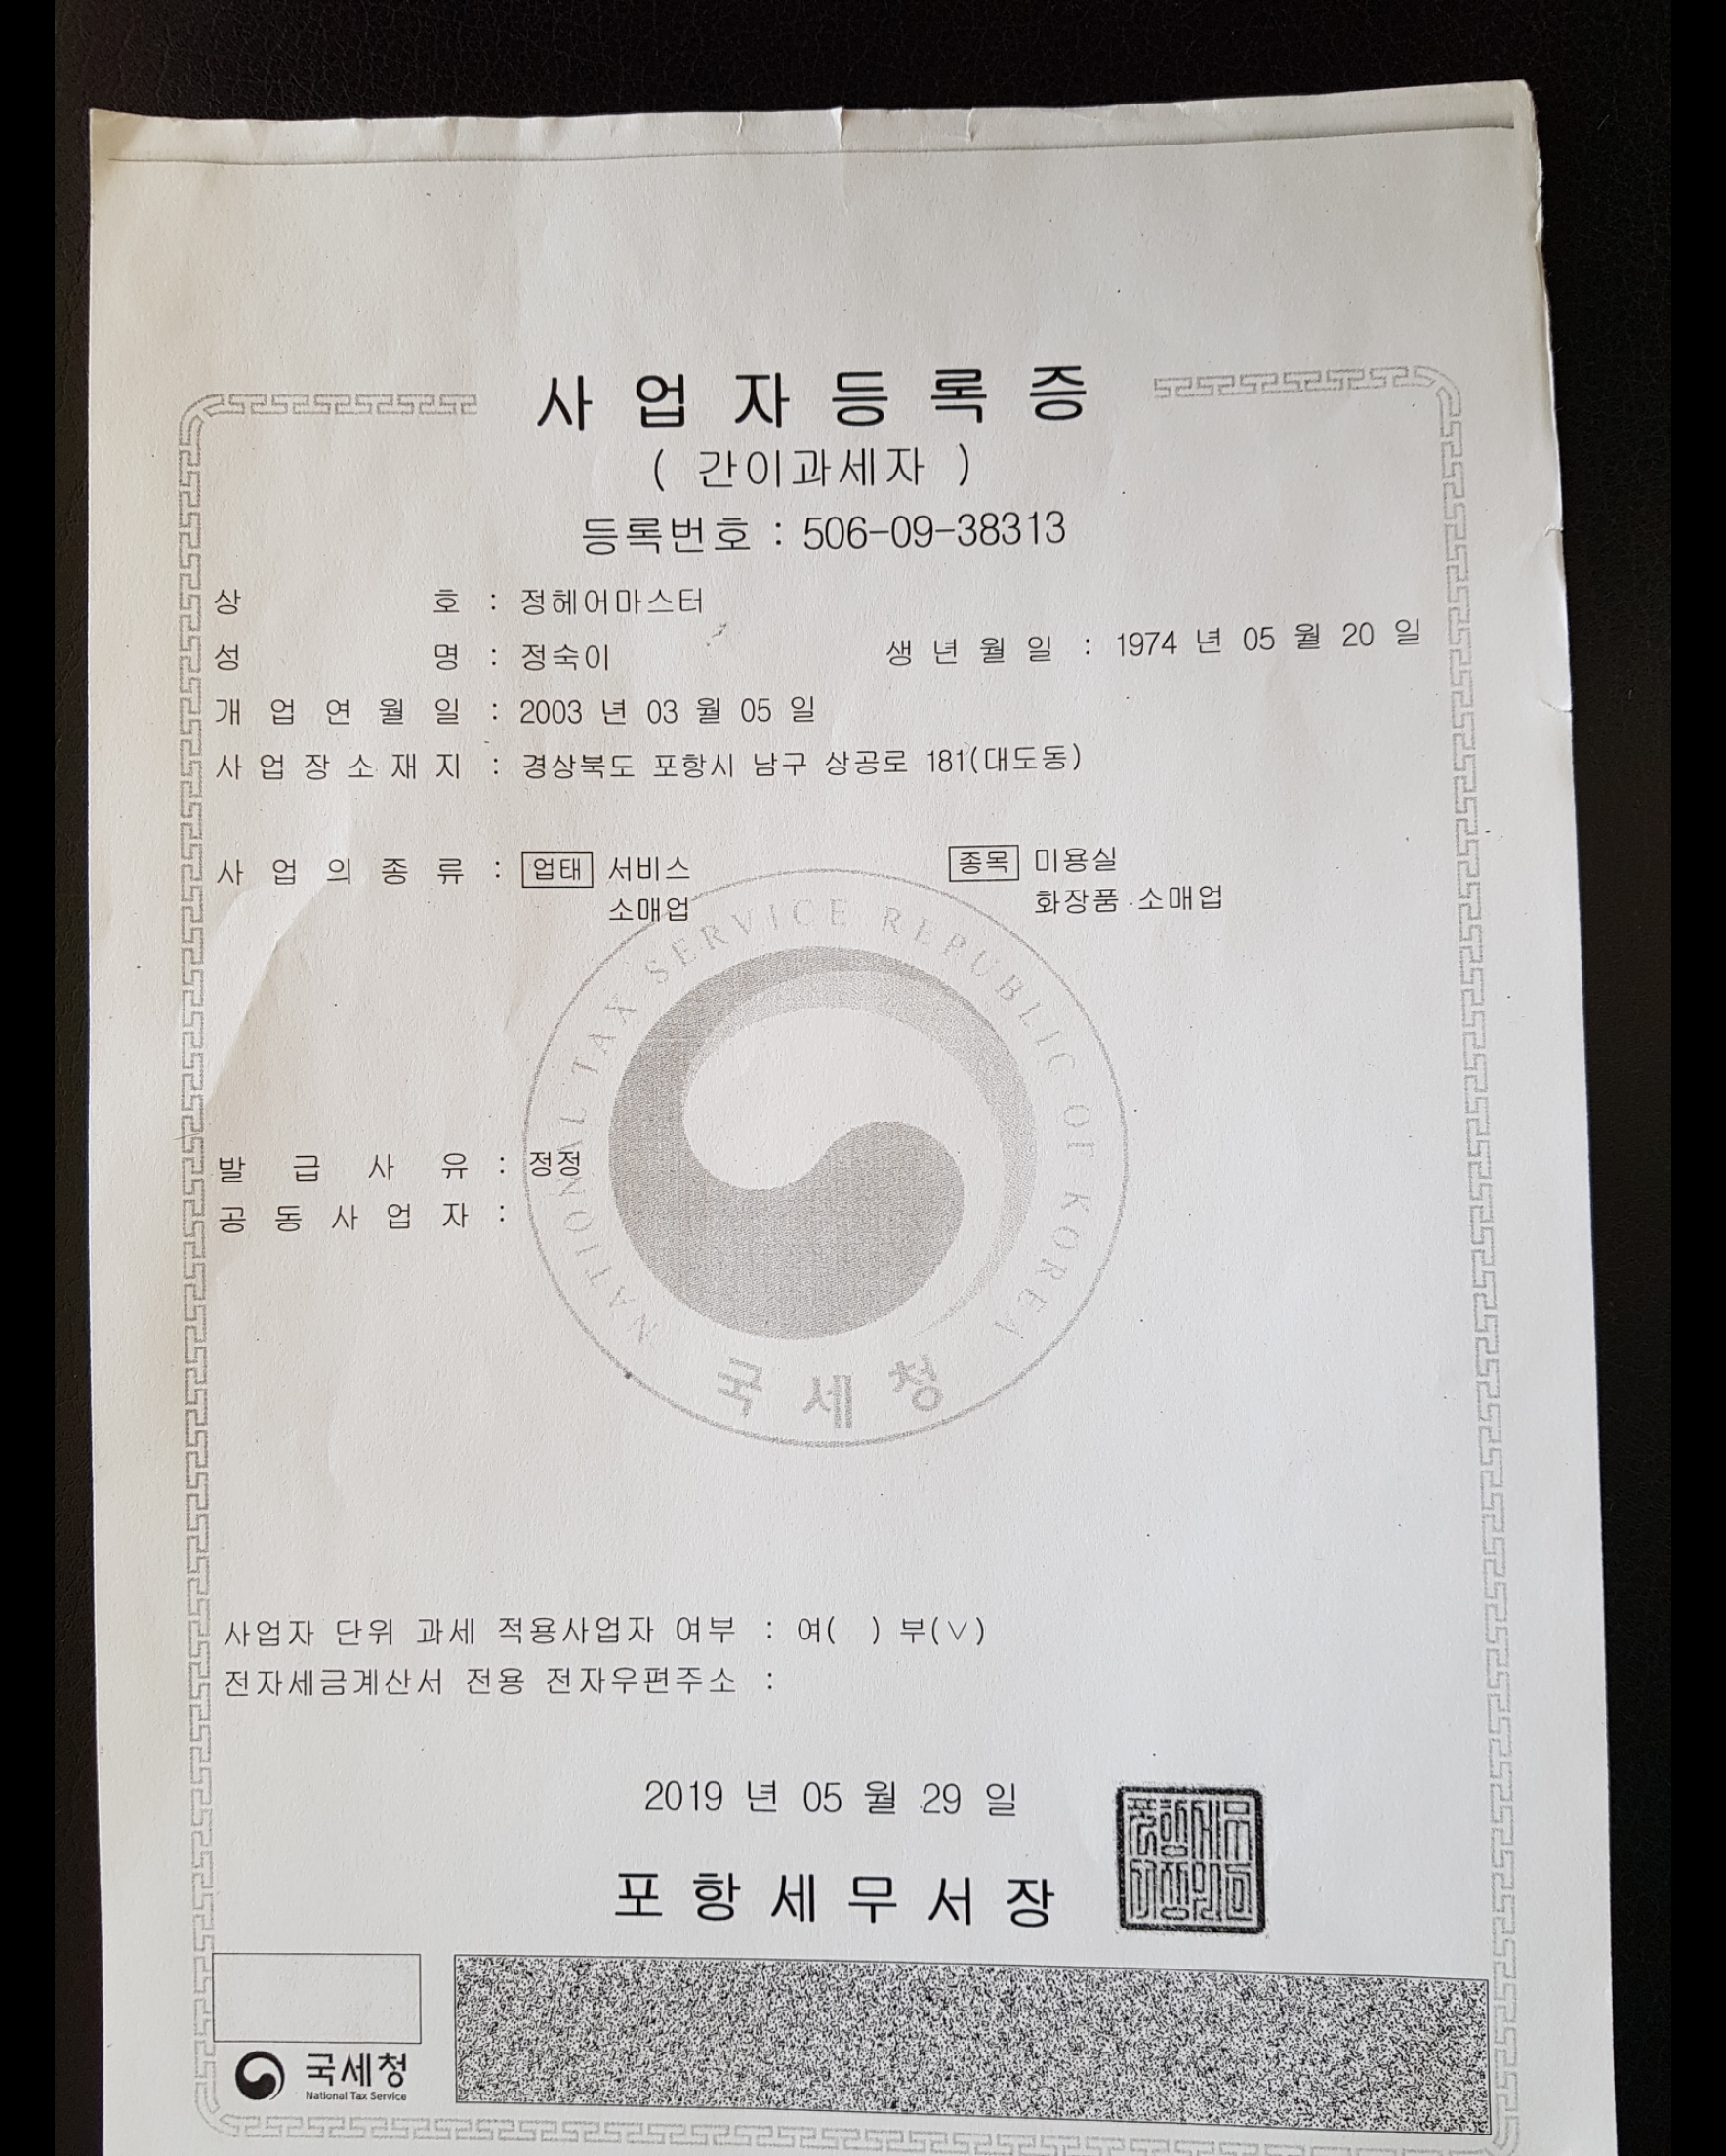 사업자등록증
( 간이과세자 )
등록번호 : 506-09-38313
상 호 : 정헤어마스터
성 명 : 정숙이 생년월일 : 1974 년 05 월 20 일
개업연월일 : 2003 년 03 월 05 일
사업장소재지 : 경상북도 포항시 남구 상공로 181(대도동)
사업의종류 : 업태 서비스 종목 미용실
소매업 화장품 소매업
NATIONAL TAX SERVICE REPUBLIC OF KOREA
발급사유 : 정정
공동사업자 :
국세청
사업자 단위 과세 적용사업자 여부 : 여( ) 부(∨)
전자세금계산서 전용 전자우편주소 :
2019 년 05 월 29 일
포항세무서장
국세청
National Tax Service